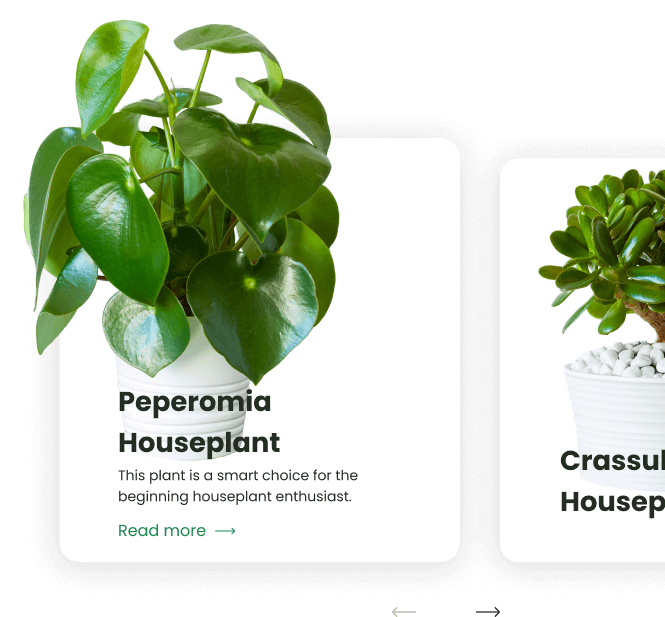 Peperomia
Houseplant
This plant is a smart choice for the
beginning houseplant enthusiast.
Read more